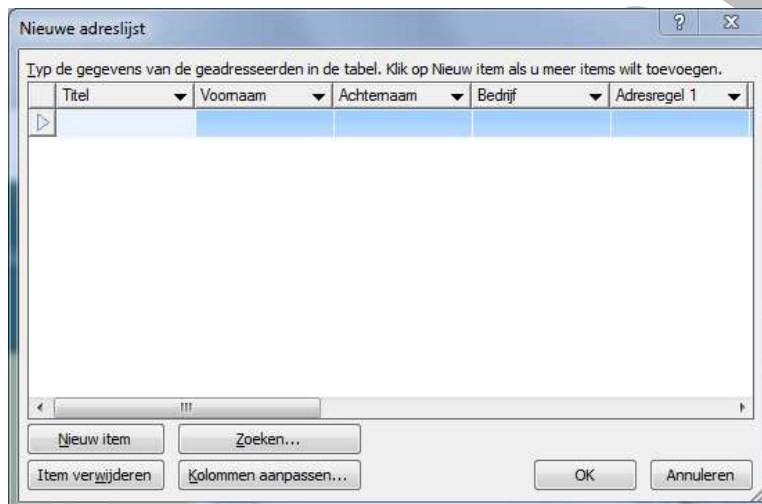 Nieuwe adreslijst
Typ de gegevens van de geadresseerden in de tabel. Klik op Nieuw item als u meer items wilt toevoegen.
Titel Voornaam Achternaam Bedrijf Adresregel 1
Nieuw item Zoeken...
Item verwijderen Kolommen aanpassen... OK Annuleren